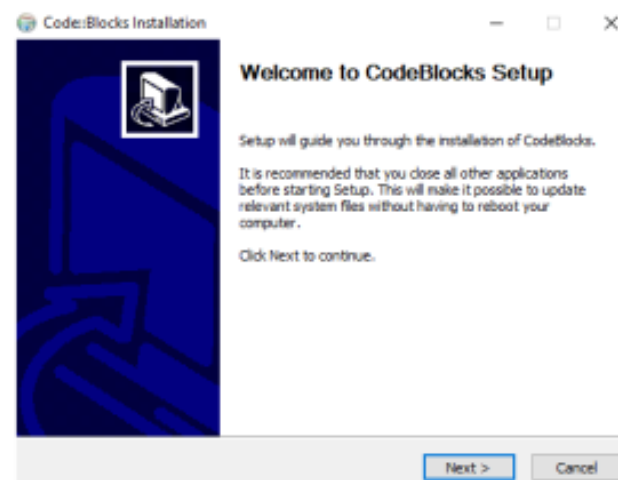 Code::Blocks Installation
Welcome to CodeBlocks Setup
Setup will guide you through the installation of CodeBlocks.
It is recommended that you close all other applications
before starting Setup. This will make it possible to update
relevant system files without having to reboot your
computer.
Click Next to continue.
Next >
Cancel